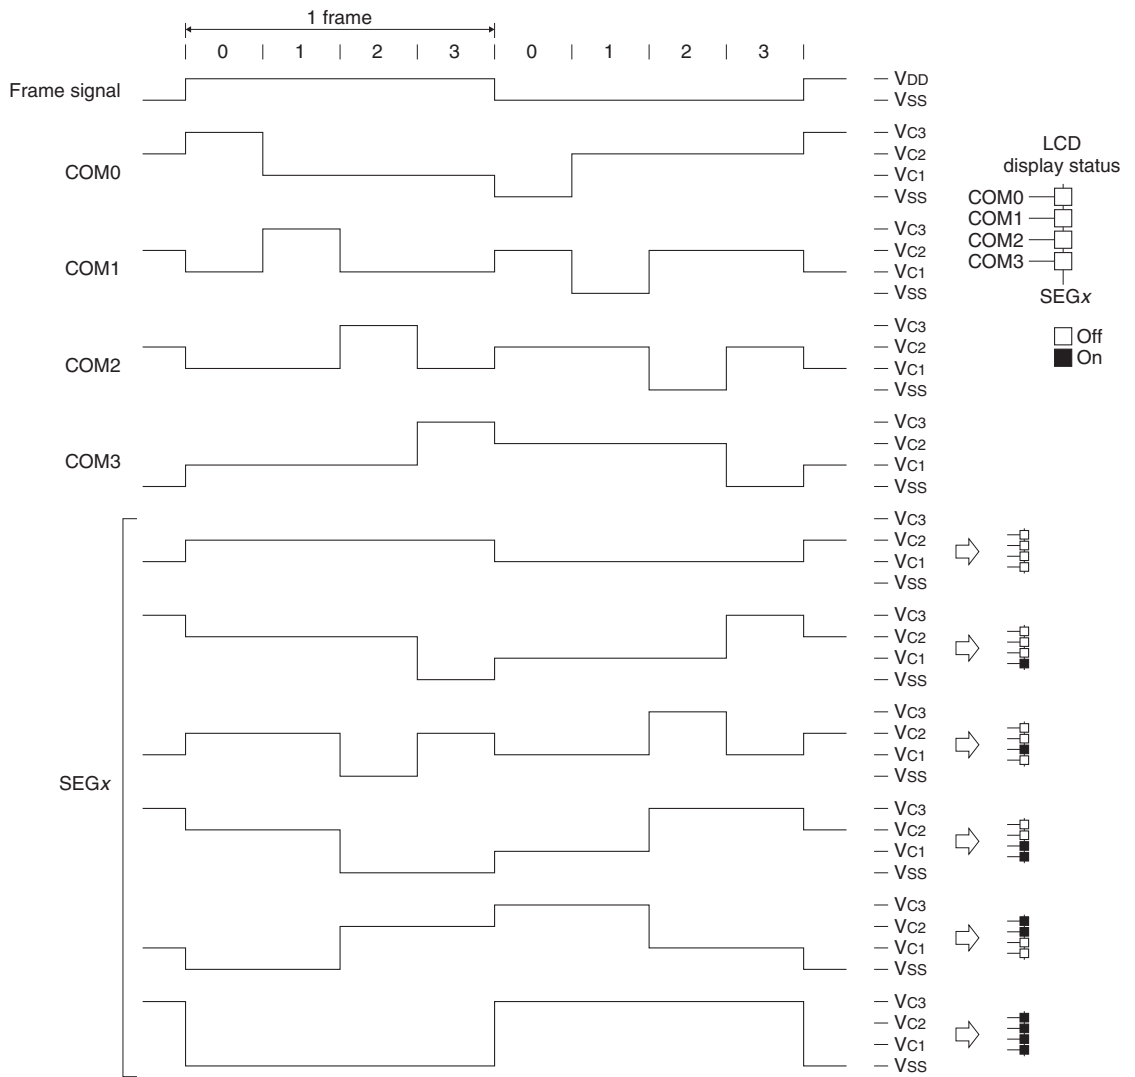 1 frame
0 | 1 | 2 | 3 | 0 | 1 | 2 | 3 |
Frame signal
VDD
VSS
COM0
VC3
VC2
VC1
VSS
COM1
VC3
VC2
VC1
VSS
COM2
VC3
VC2
VC1
VSS
COM3
VC3
VC2
VC1
VSS
LCD
display status
COM0
COM1
COM2
COM3
SEGx
Off
On
SEGx
VC3
VC2
VC1
VSS
VC3
VC2
VC1
VSS
VC3
VC2
VC1
VSS
VC3
VC2
VC1
VSS
VC3
VC2
VC1
VSS
VC3
VC2
VC1
VSS